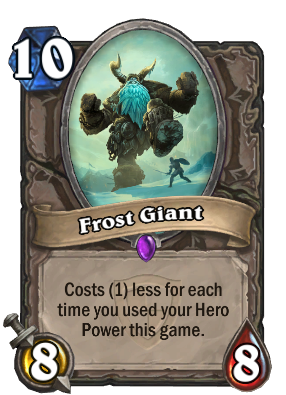 10
Frost Giant
Costs (1) less for each
time you used your Hero
Power this game.
8
8